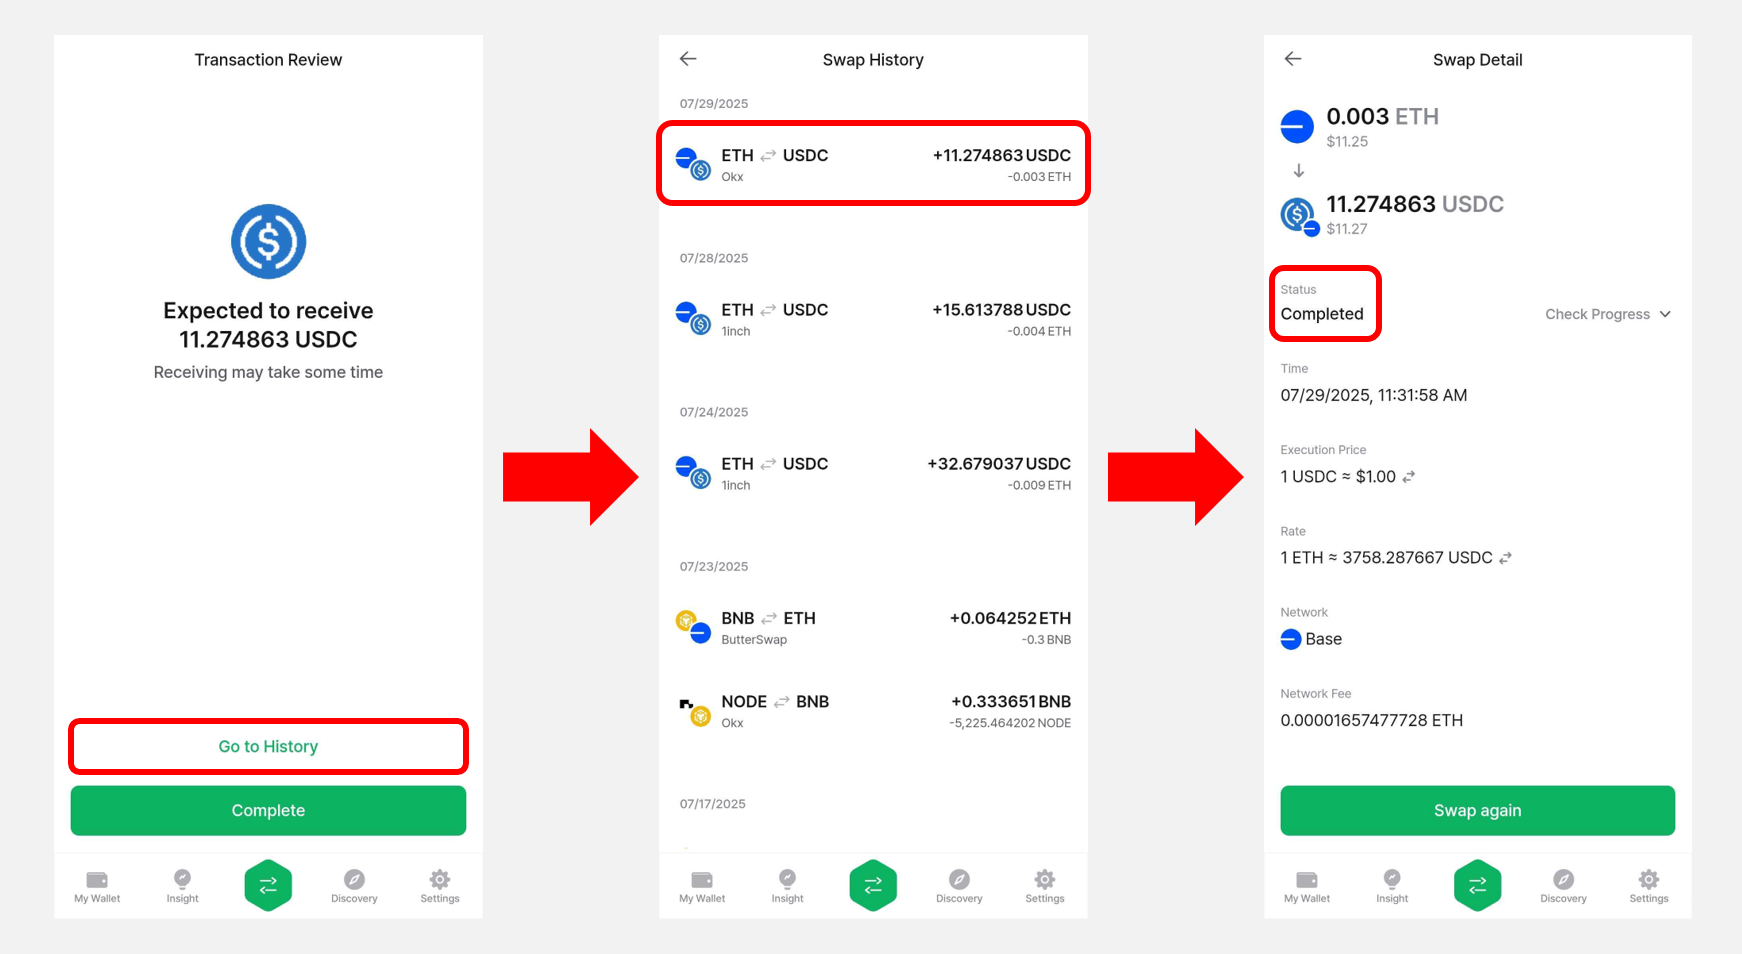 Transaction Review
Expected to receive
11.274863 USDC
Receiving may take some time
Go to History
Complete
My Wallet Insight Discovery Settings
Swap History
07/29/2025
ETH USDC +11.274863 USDC
Okx -0.003 ETH
07/28/2025
ETH USDC +15.613788 USDC
1inch -0.004 ETH
07/24/2025
ETH USDC +32.679037 USDC
1inch -0.009 ETH
07/23/2025
BNB ETH +0.064252 ETH
ButterSwap -0.3 BNB
NODE BNB +0.333651 BNB
Okx -5,225.464202 NODE
07/17/2025
My Wallet Insight Discovery Settings
Swap Detail
0.003 ETH
$11.25
11.274863 USDC
$11.27
Status
Completed Check Progress
Time
07/29/2025, 11:31:58 AM
Execution Price
1 USDC ≈ $1.00
Rate
1 ETH ≈ 3758.287667 USDC
Network
Base
Network Fee
0.00001657477728 ETH
Swap again
My Wallet Insight Discovery Settings